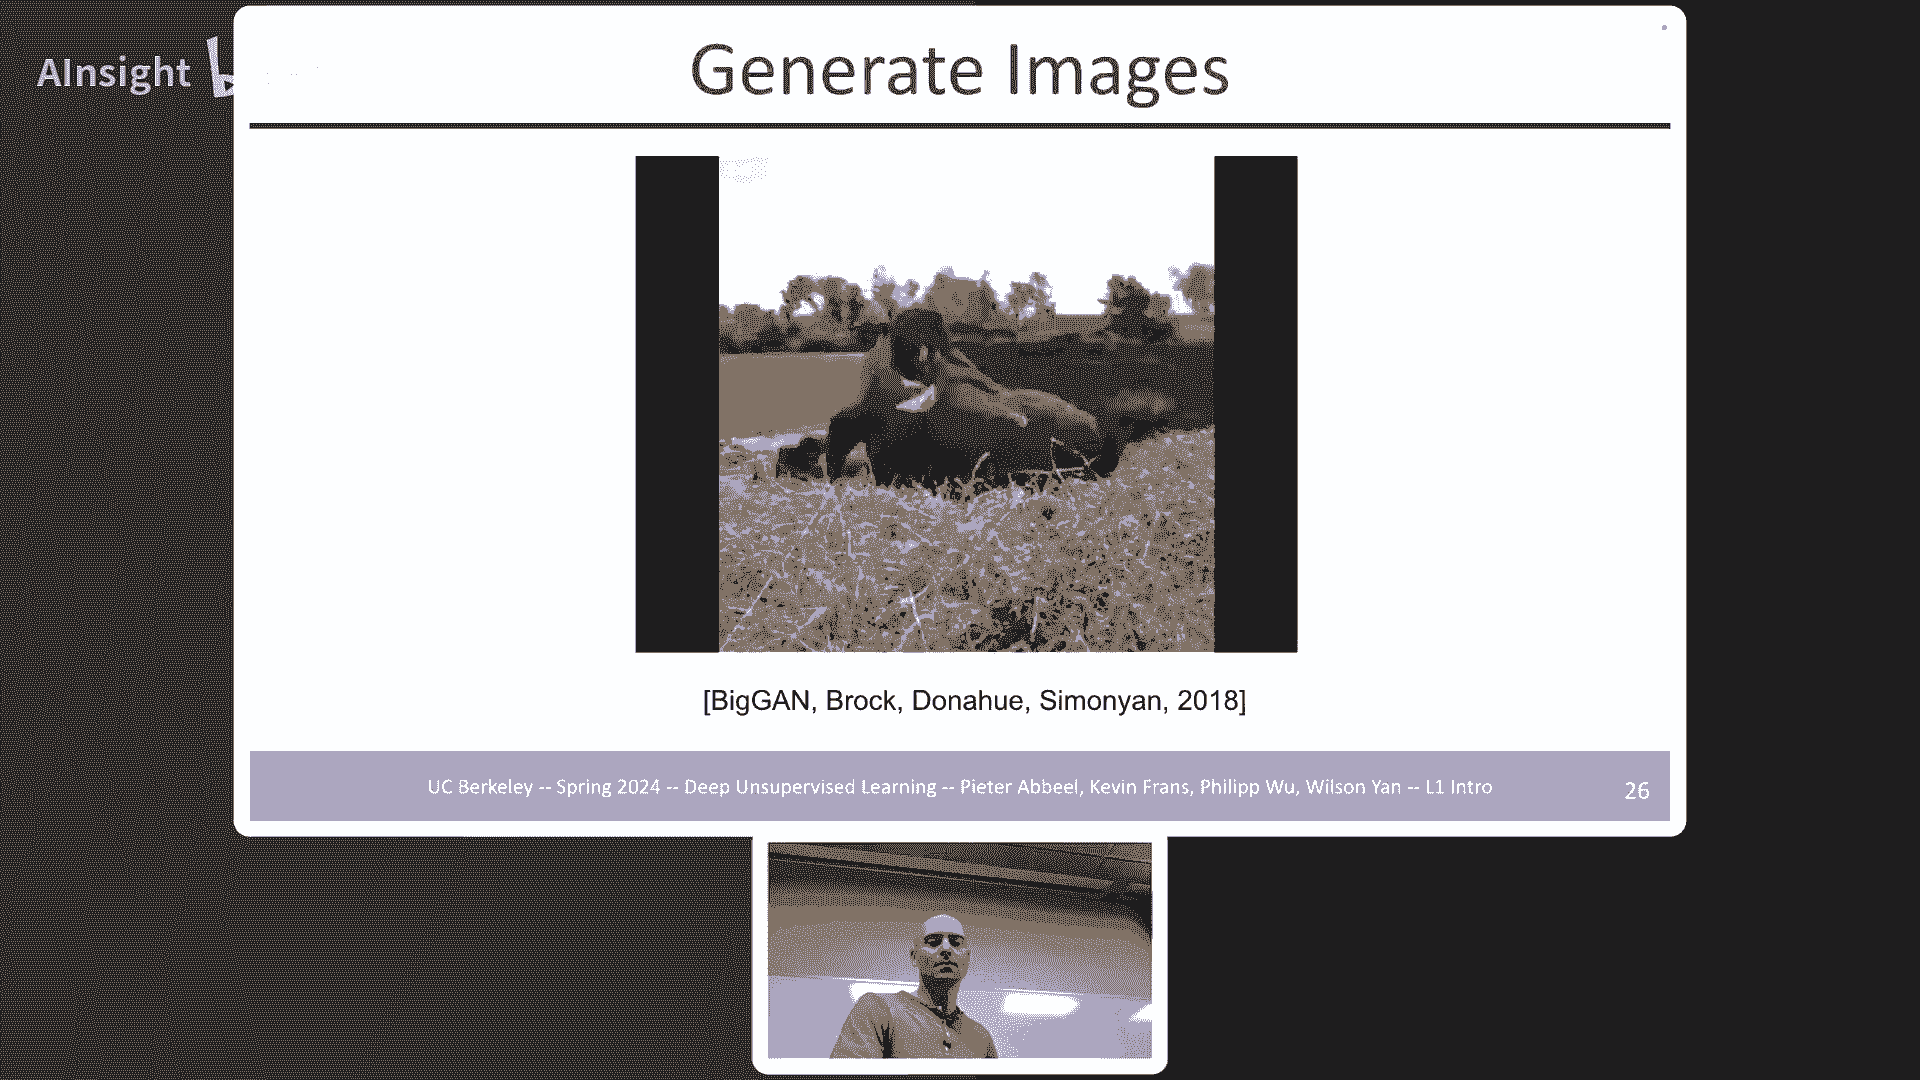 AInsight
Generate Images
[BigGAN, Brock, Donahue, Simonyan, 2018]
UC Berkeley -- Spring 2024 -- Deep Unsupervised Learning -- Pieter Abbeel, Kevin Frans, Philipp Wu, Wilson Yan -- L1 Intro
26